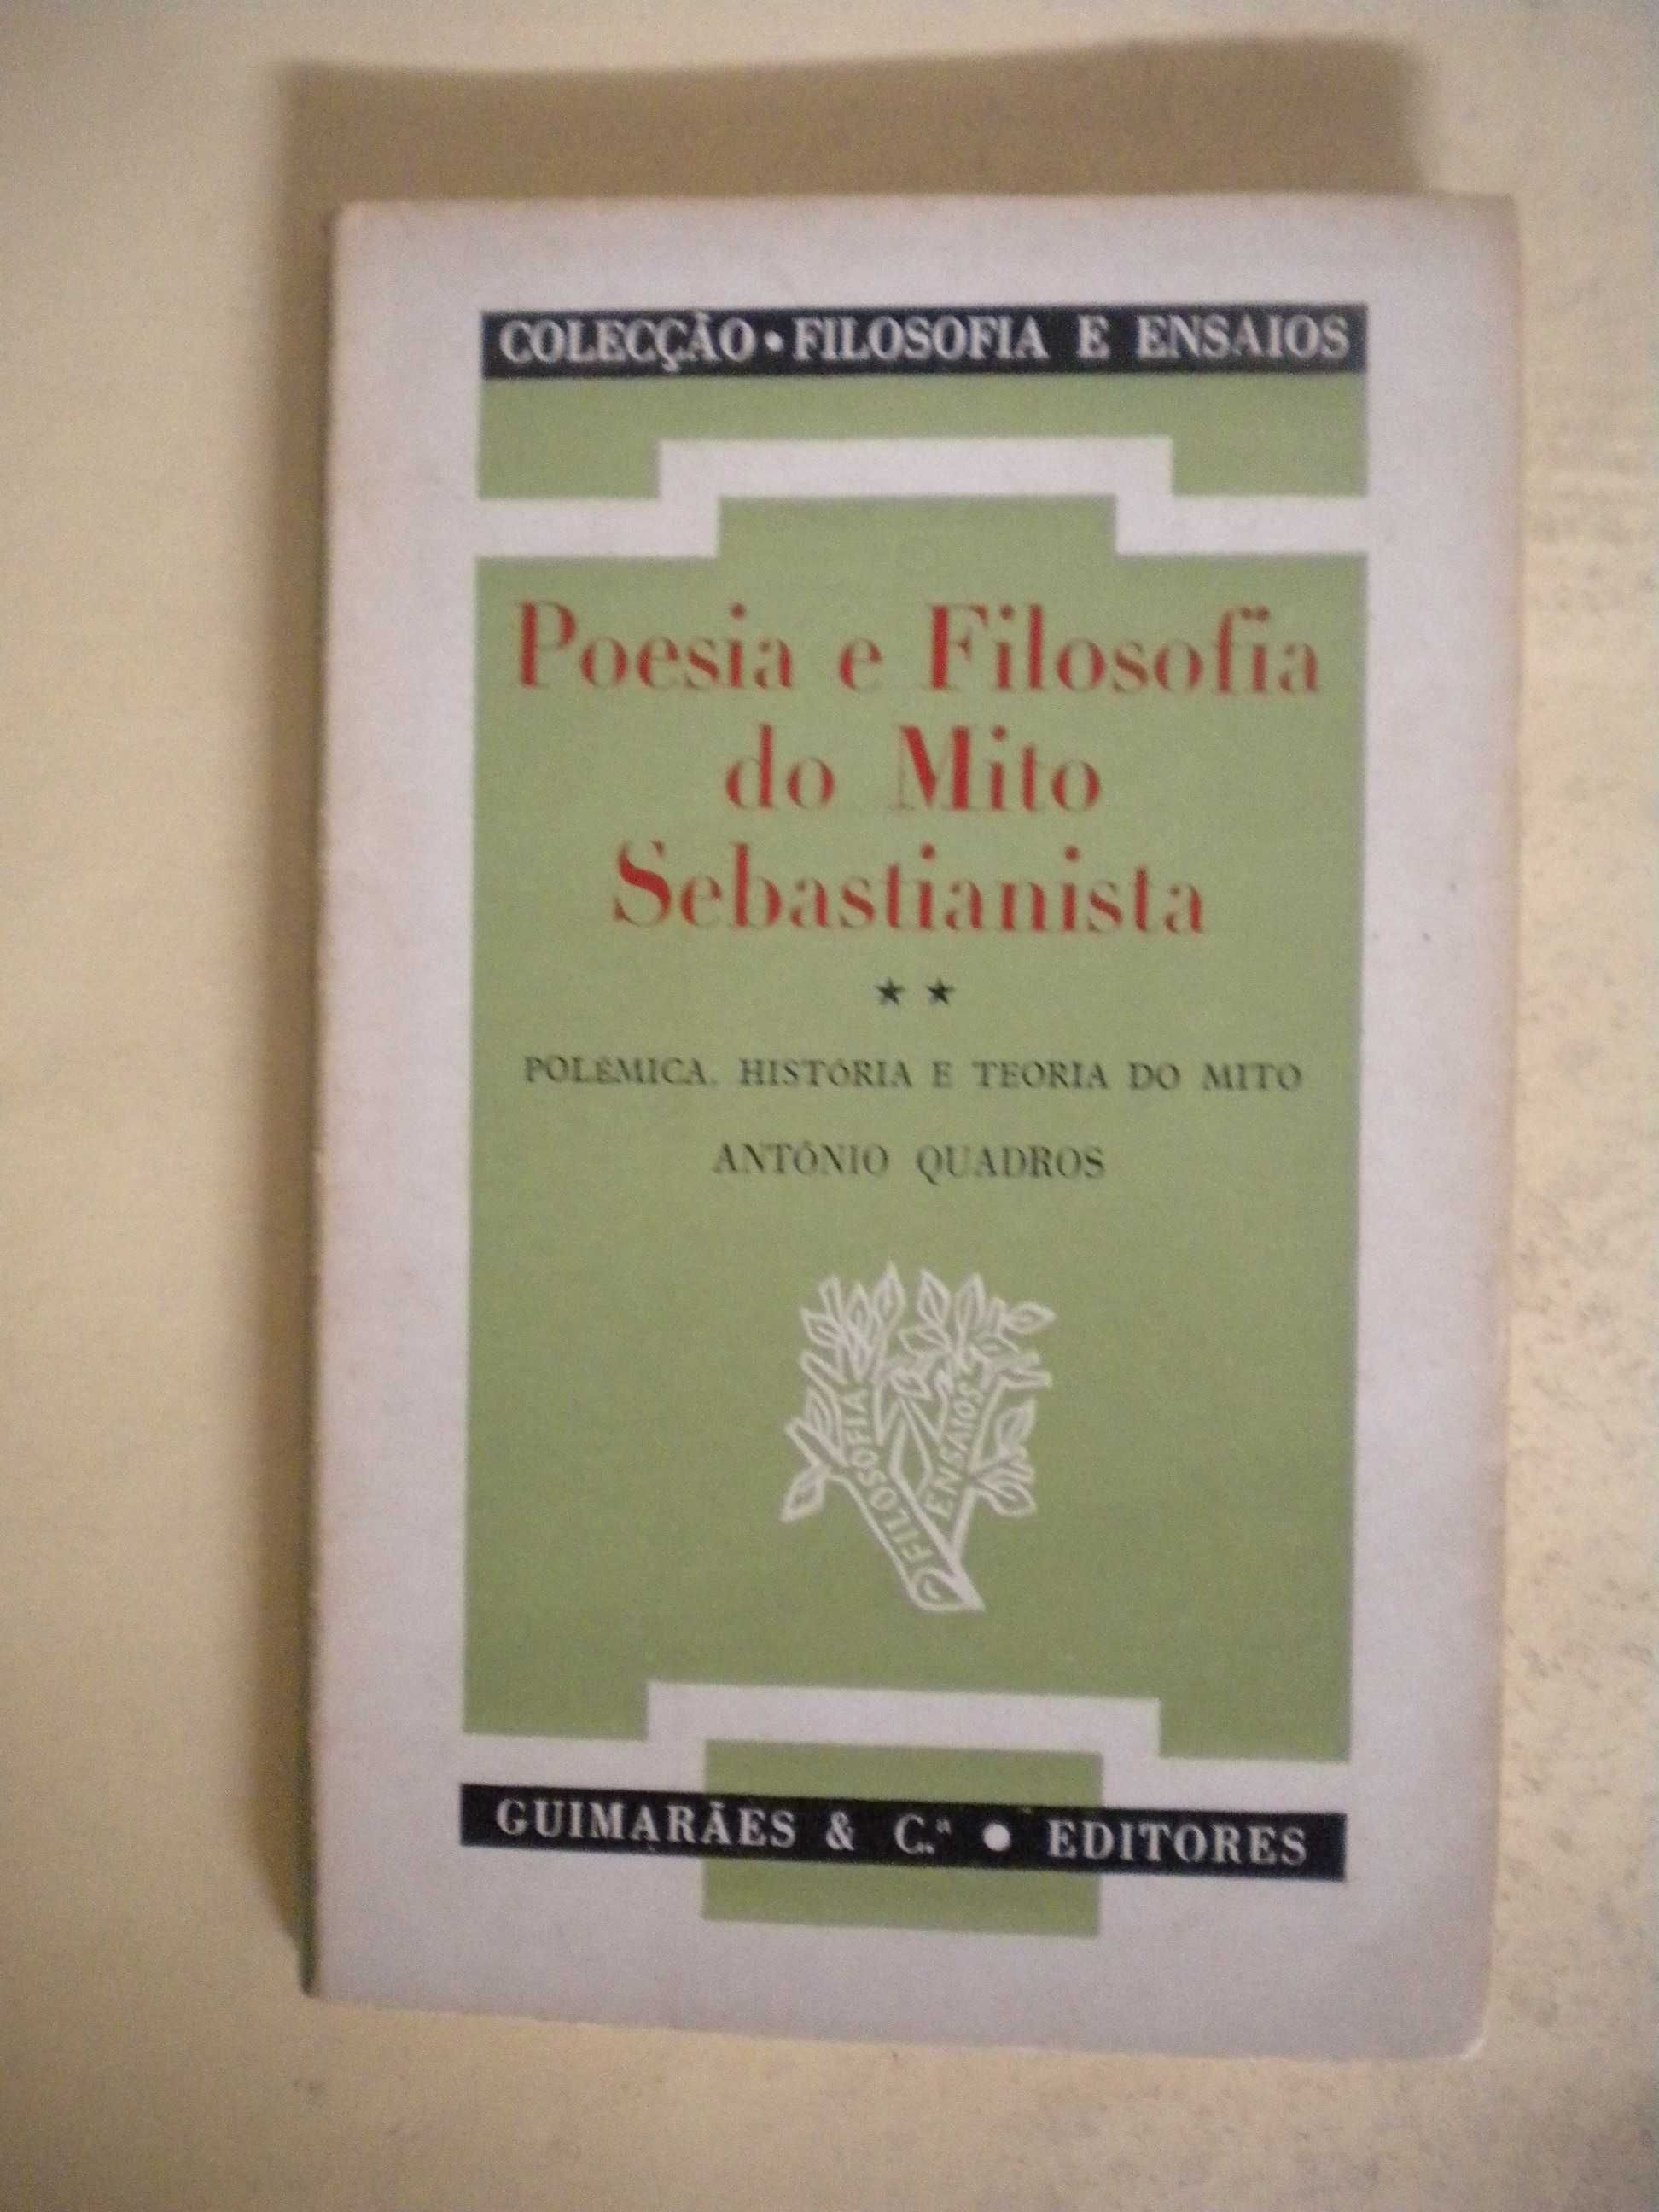 COLECÇÃO • FILOSOFIA E ENSAIOS
Poesia e Filosofia
do Mito
Sebastianista
★ ★
POLÉMICA, HISTÓRIA E TEORIA DO MITO
ANTÓNIO QUADROS
FILOSOFIA
ENSAIOS
GUIMARÃES & C.ª • EDITORES